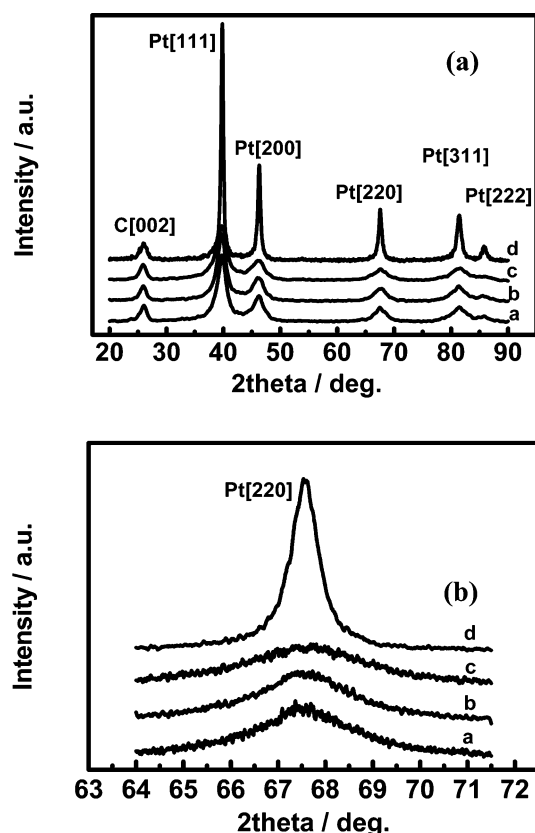 Pt[111]
(a)
Pt[200]
Pt[311]
Pt[220]
Pt[222]
C[002]
d
c
b
a
Intensity / a.u.
20 30 40 50 60 70 80 90
2theta / deg.
Pt[220]
(b)
d
c
b
a
Intensity / a.u.
63 64 65 66 67 68 69 70 71 72
2theta / deg.